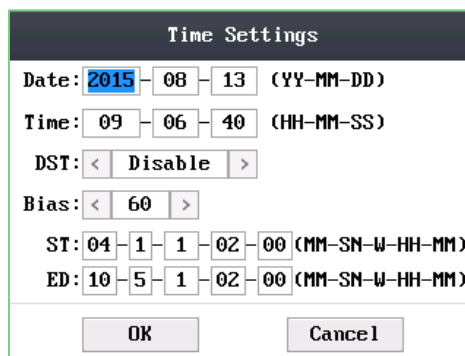 Time Settings
Date: 2015-08-13 (YY-MM-DD)
Time: 09-06-40 (HH-MM-SS)
DST: < Disable >
Bias: < 60 >
ST: 04-1-1-02-00(MM-SN-W-HH-MM)
ED: 10-5-1-02-00(MM-SN-W-HH-MM)
OK Cancel